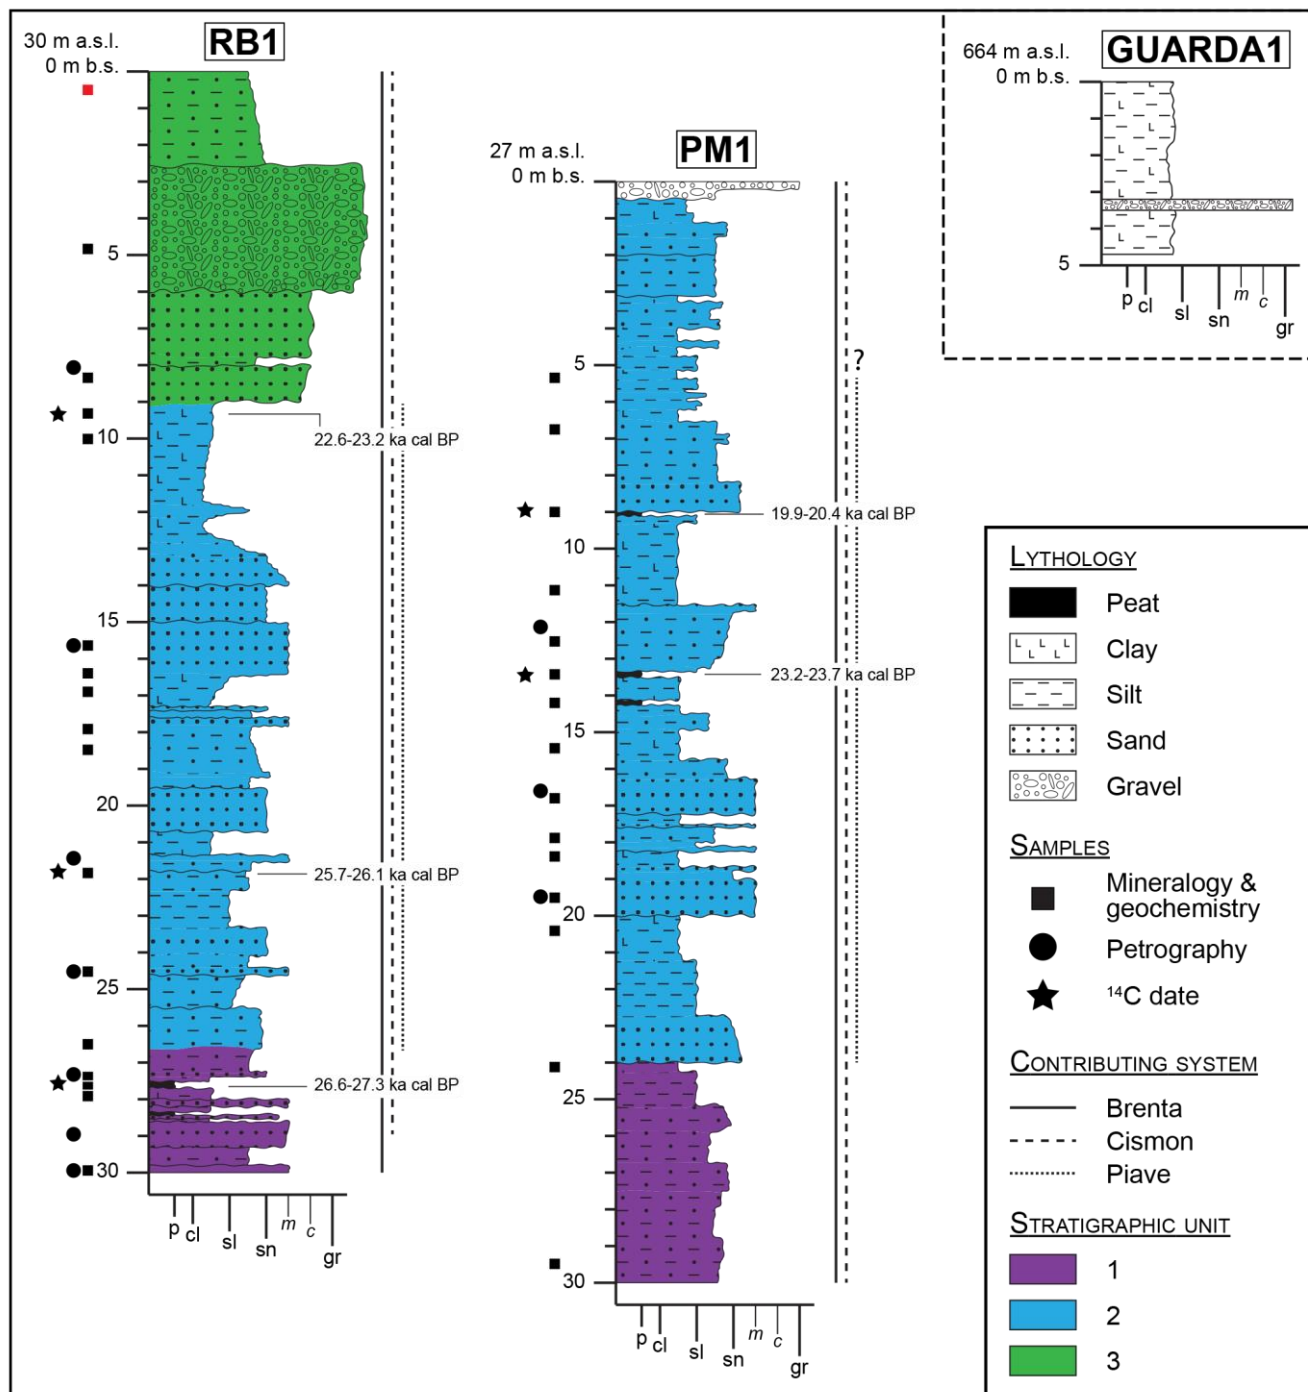 RB1
30 m a.s.l.
0 m b.s.
5
10
15
20
25
30
22.6-23.2 ka cal BP
25.7-26.1 ka cal BP
26.6-27.3 ka cal BP
p cl sl sn m c gr
PM1
27 m a.s.l.
0 m b.s.
5
10
15
20
25
30
?
19.9-20.4 ka cal BP
23.2-23.7 ka cal BP
p cl sl sn m c gr
GUARDA1
664 m a.s.l.
0 m b.s.
5
p cl sl sn m c gr
LYTHOLOGY
Peat
Clay
Silt
Sand
Gravel
SAMPLES
Mineralogy &
geochemistry
Petrography
14C date
CONTRIBUTING SYSTEM
Brenta
Cismon
Piave
STRATIGRAPHIC UNIT
1
2
3